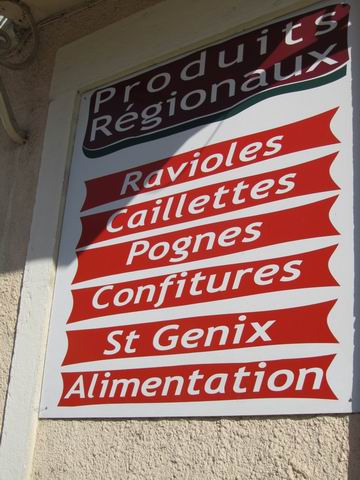 Produits
Régionaux
Ravioles
Caillettes
Pognes
Confitures
St Genix
Alimentation